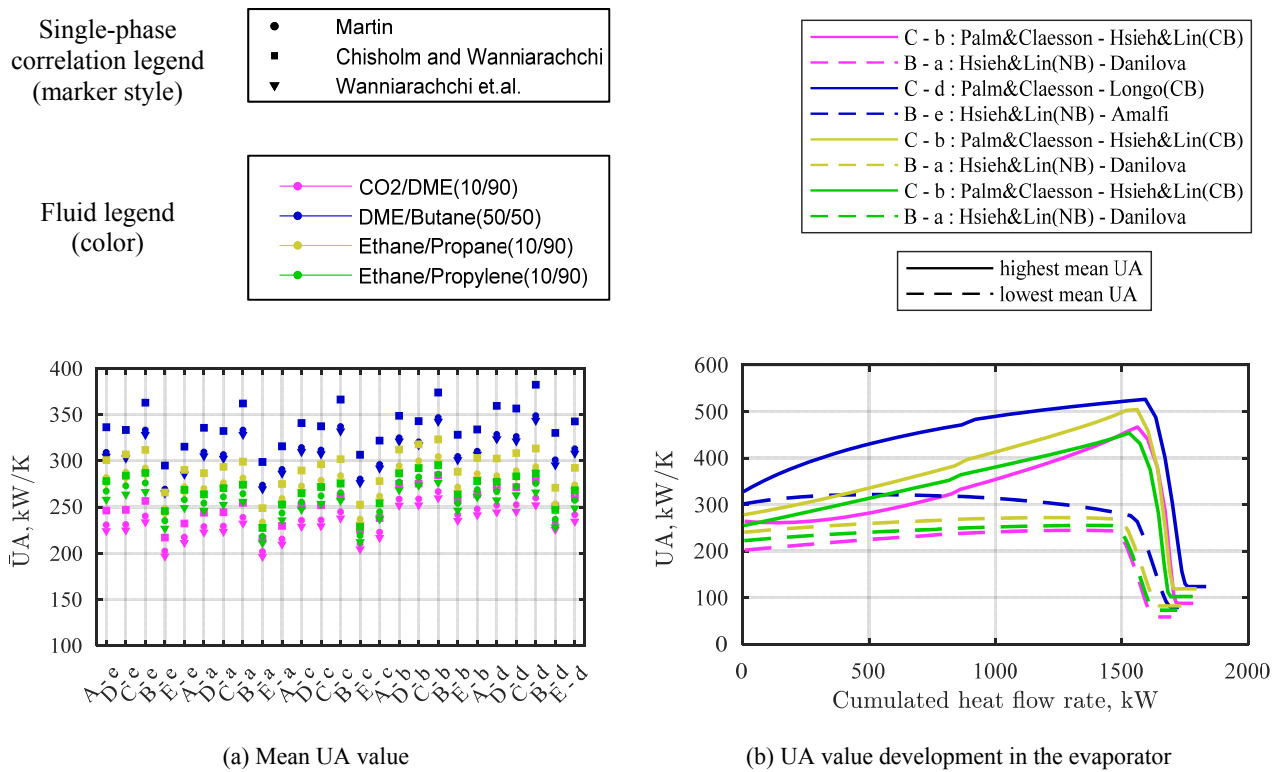 Single-phase
correlation legend
(marker style)
Martin
Chisholm and Wanniarachchi
Wanniarachchi et.al.
Fluid legend
(color)
CO2/DME(10/90)
DME/Butane(50/50)
Ethane/Propane(10/90)
Ethane/Propylene(10/90)
C - b : Palm&Claesson - Hsieh&Lin(CB)
B - a : Hsieh&Lin(NB) - Danilova
C - d : Palm&Claesson - Longo(CB)
B - e : Hsieh&Lin(NB) - Amalfi
C - b : Palm&Claesson - Hsieh&Lin(CB)
B - a : Hsieh&Lin(NB) - Danilova
C - b : Palm&Claesson - Hsieh&Lin(CB)
B - a : Hsieh&Lin(NB) - Danilova
highest mean UA
lowest mean UA
400
350
300
250
200
150
100
U̅A, kW/K
A - e
D - e
C - e
B - e
E - e
A - a
D - a
C - a
B - a
E - a
A - c
D - c
C - c
B - c
E - c
A - b
D - b
C - b
B - b
E - b
A - d
D - d
C - d
B - d
E - d
(a) Mean UA value
600
500
400
300
200
100
0
UA, kW/K
0 500 1000 1500 2000
Cumulated heat flow rate, kW
(b) UA value development in the evaporator